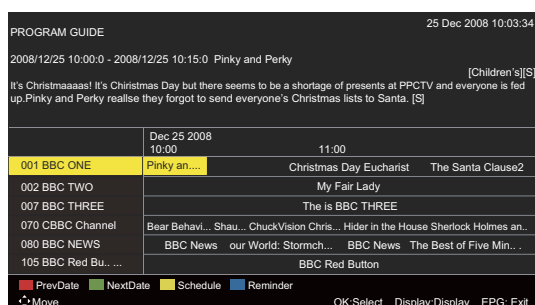 PROGRAM GUIDE
25 Dec 2008 10:03:34
2008/12/25 10:00:0 - 2008/12/25 10:15:0 Pinky and Perky
[Children's][S]
It's Christmaaaas! It's Chiristmas Day but there seems to be a shortage of presents at PPCTV and everyone is fed
up.Pinky and Perky reallse they forgot to send everyone's Christmas lists to Santa. [S]
Dec 25 2008
10:00 11:00
001 BBC ONE Pinky an.... Christmas Day Eucharist The Santa Clause2
002 BBC TWO My Fair Lady
007 BBC THREE The is BBC THREE
070 CBBC Channel Bear Behavi... Shau... ChuckVision Chris... Hider in the House Sherlock Holmes an..
080 BBC NEWS BBC News our World: Stormch... BBC News The Best of Five Min.. .
105 BBC Red Bu.. ... BBC Red Button
PrevDate NextDate Schedule Reminder
Move OK:Select Display:Display EPG: Exit